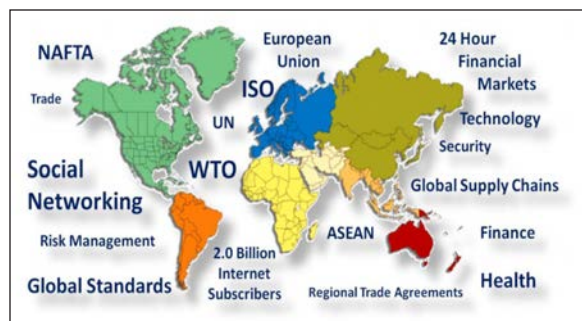 NAFTA
European
Union
24 Hour
Financial
Markets
Trade
ISO
UN
Technology
Security
Social
Networking
WTO
Global Supply Chains
Risk Management
ASEAN
Finance
2.0 Billion
Internet
Subscribers
Global Standards
Regional Trade Agreements
Health